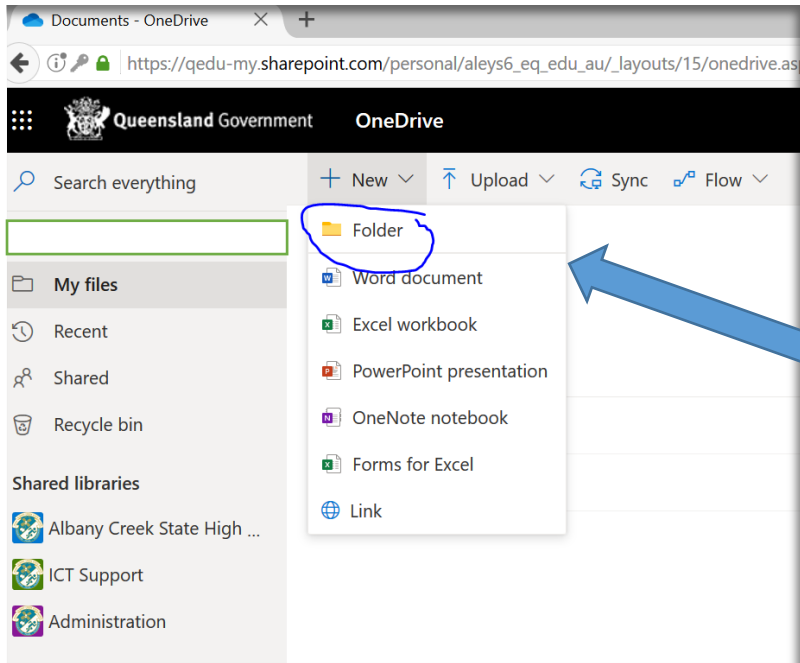 Documents - OneDrive
https://qedu-my.sharepoint.com/personal/aleys6_eq_edu_au/_layouts/15/onedrive.as
Queensland Government OneDrive
Search everything
New Upload Sync Flow
Folder
Word document
Excel workbook
PowerPoint presentation
OneNote notebook
Forms for Excel
Link
My files
Recent
Shared
Recycle bin
Shared libraries
Albany Creek State High ...
ICT Support
Administration